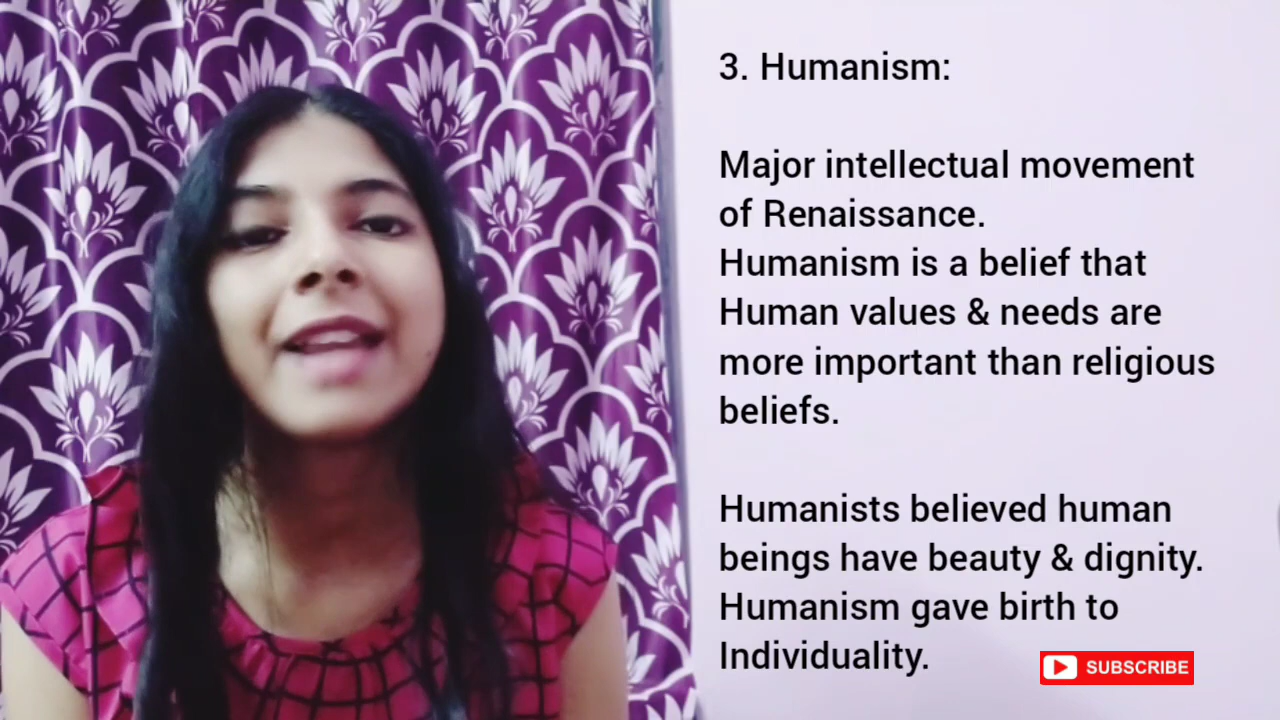 3. Humanism:
Major intellectual movement
of Renaissance.
Humanism is a belief that
Human values & needs are
more important than religious
beliefs.
Humanists believed human
beings have beauty & dignity.
Humanism gave birth to
Individuality.
SUBSCRIBE